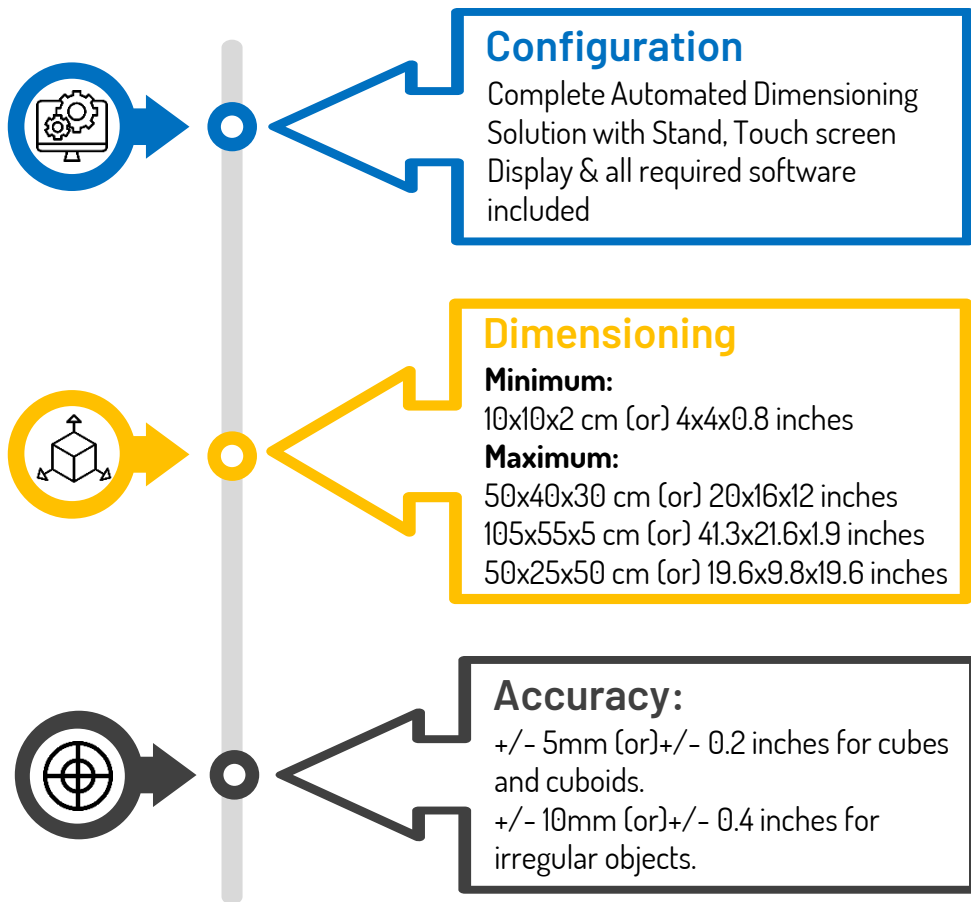 Configuration
Complete Automated Dimensioning
Solution with Stand, Touch screen
Display & all required software
included
Dimensioning
Minimum:
10x10x2 cm (or) 4x4x0.8 inches
Maximum:
50x40x30 cm (or) 20x16x12 inches
105x55x5 cm (or) 41.3x21.6x1.9 inches
50x25x50 cm (or) 19.6x9.8x19.6 inches
Accuracy:
+/- 5mm (or)+/- 0.2 inches for cubes
and cuboids.
+/- 10mm (or)+/- 0.4 inches for
irregular objects.